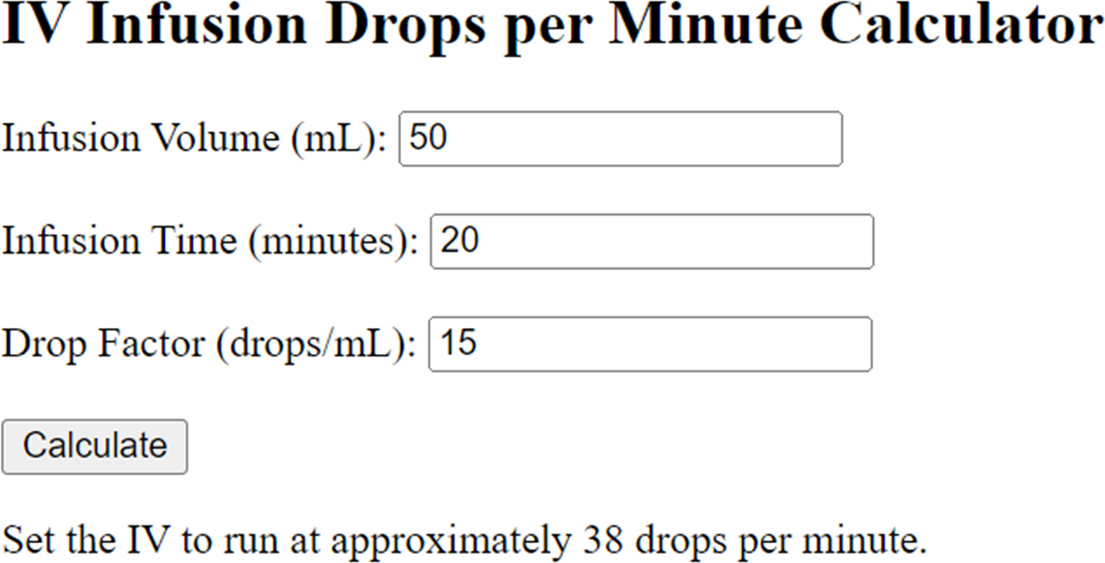 IV Infusion Drops per Minute Calculator
Infusion Volume (mL): 50
Infusion Time (minutes): 20
Drop Factor (drops/mL): 15
Calculate
Set the IV to run at approximately 38 drops per minute.